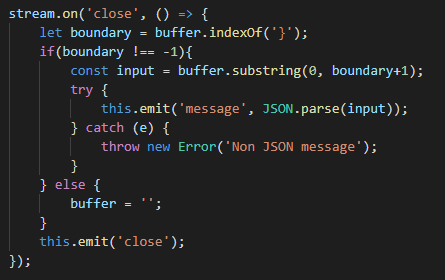 stream.on('close', () => {
    let boundary = buffer.indexOf('}');
    if(boundary !== -1){
        const input = buffer.substring(0, boundary+1);
        try {
            this.emit('message', JSON.parse(input));
        } catch (e) {
            throw new Error('Non JSON message');
        }
    } else {
        buffer = '';
    }
    this.emit('close');
});